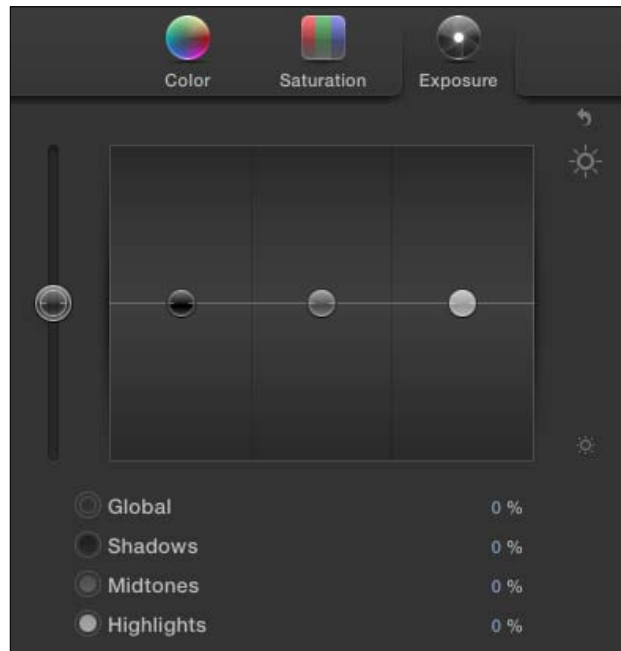 Color Saturation Exposure
Global 0 %
Shadows 0 %
Midtones 0 %
Highlights 0 %